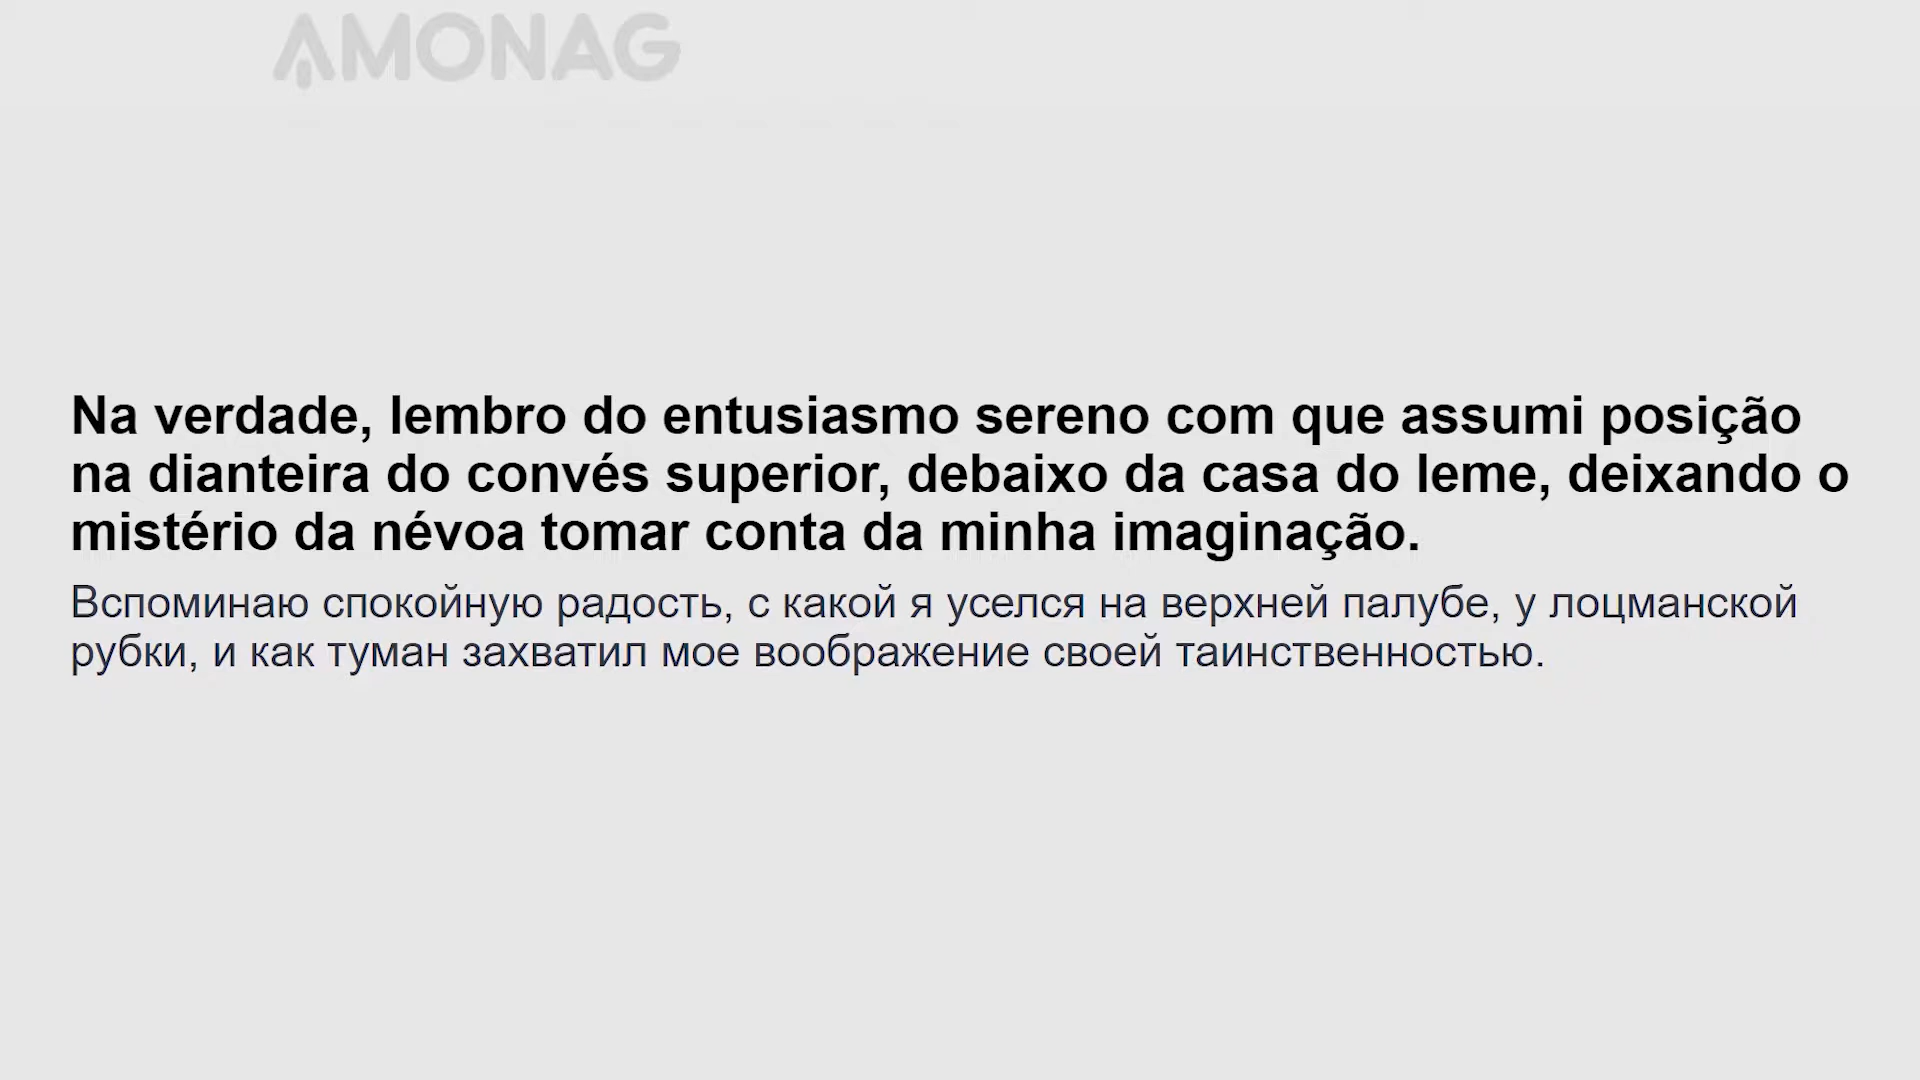 AMONAG
Na verdade, lembro do entusiasmo sereno com que assumi posição
na dianteira do convés superior, debaixo da casa do leme, deixando o
mistério da névoa tomar conta da minha imaginação.
Вспоминаю спокойную радость, с какой я уселся на верхней палубе, у лоцманской
рубки, и как туман захватил мое воображение своей таинственностью.